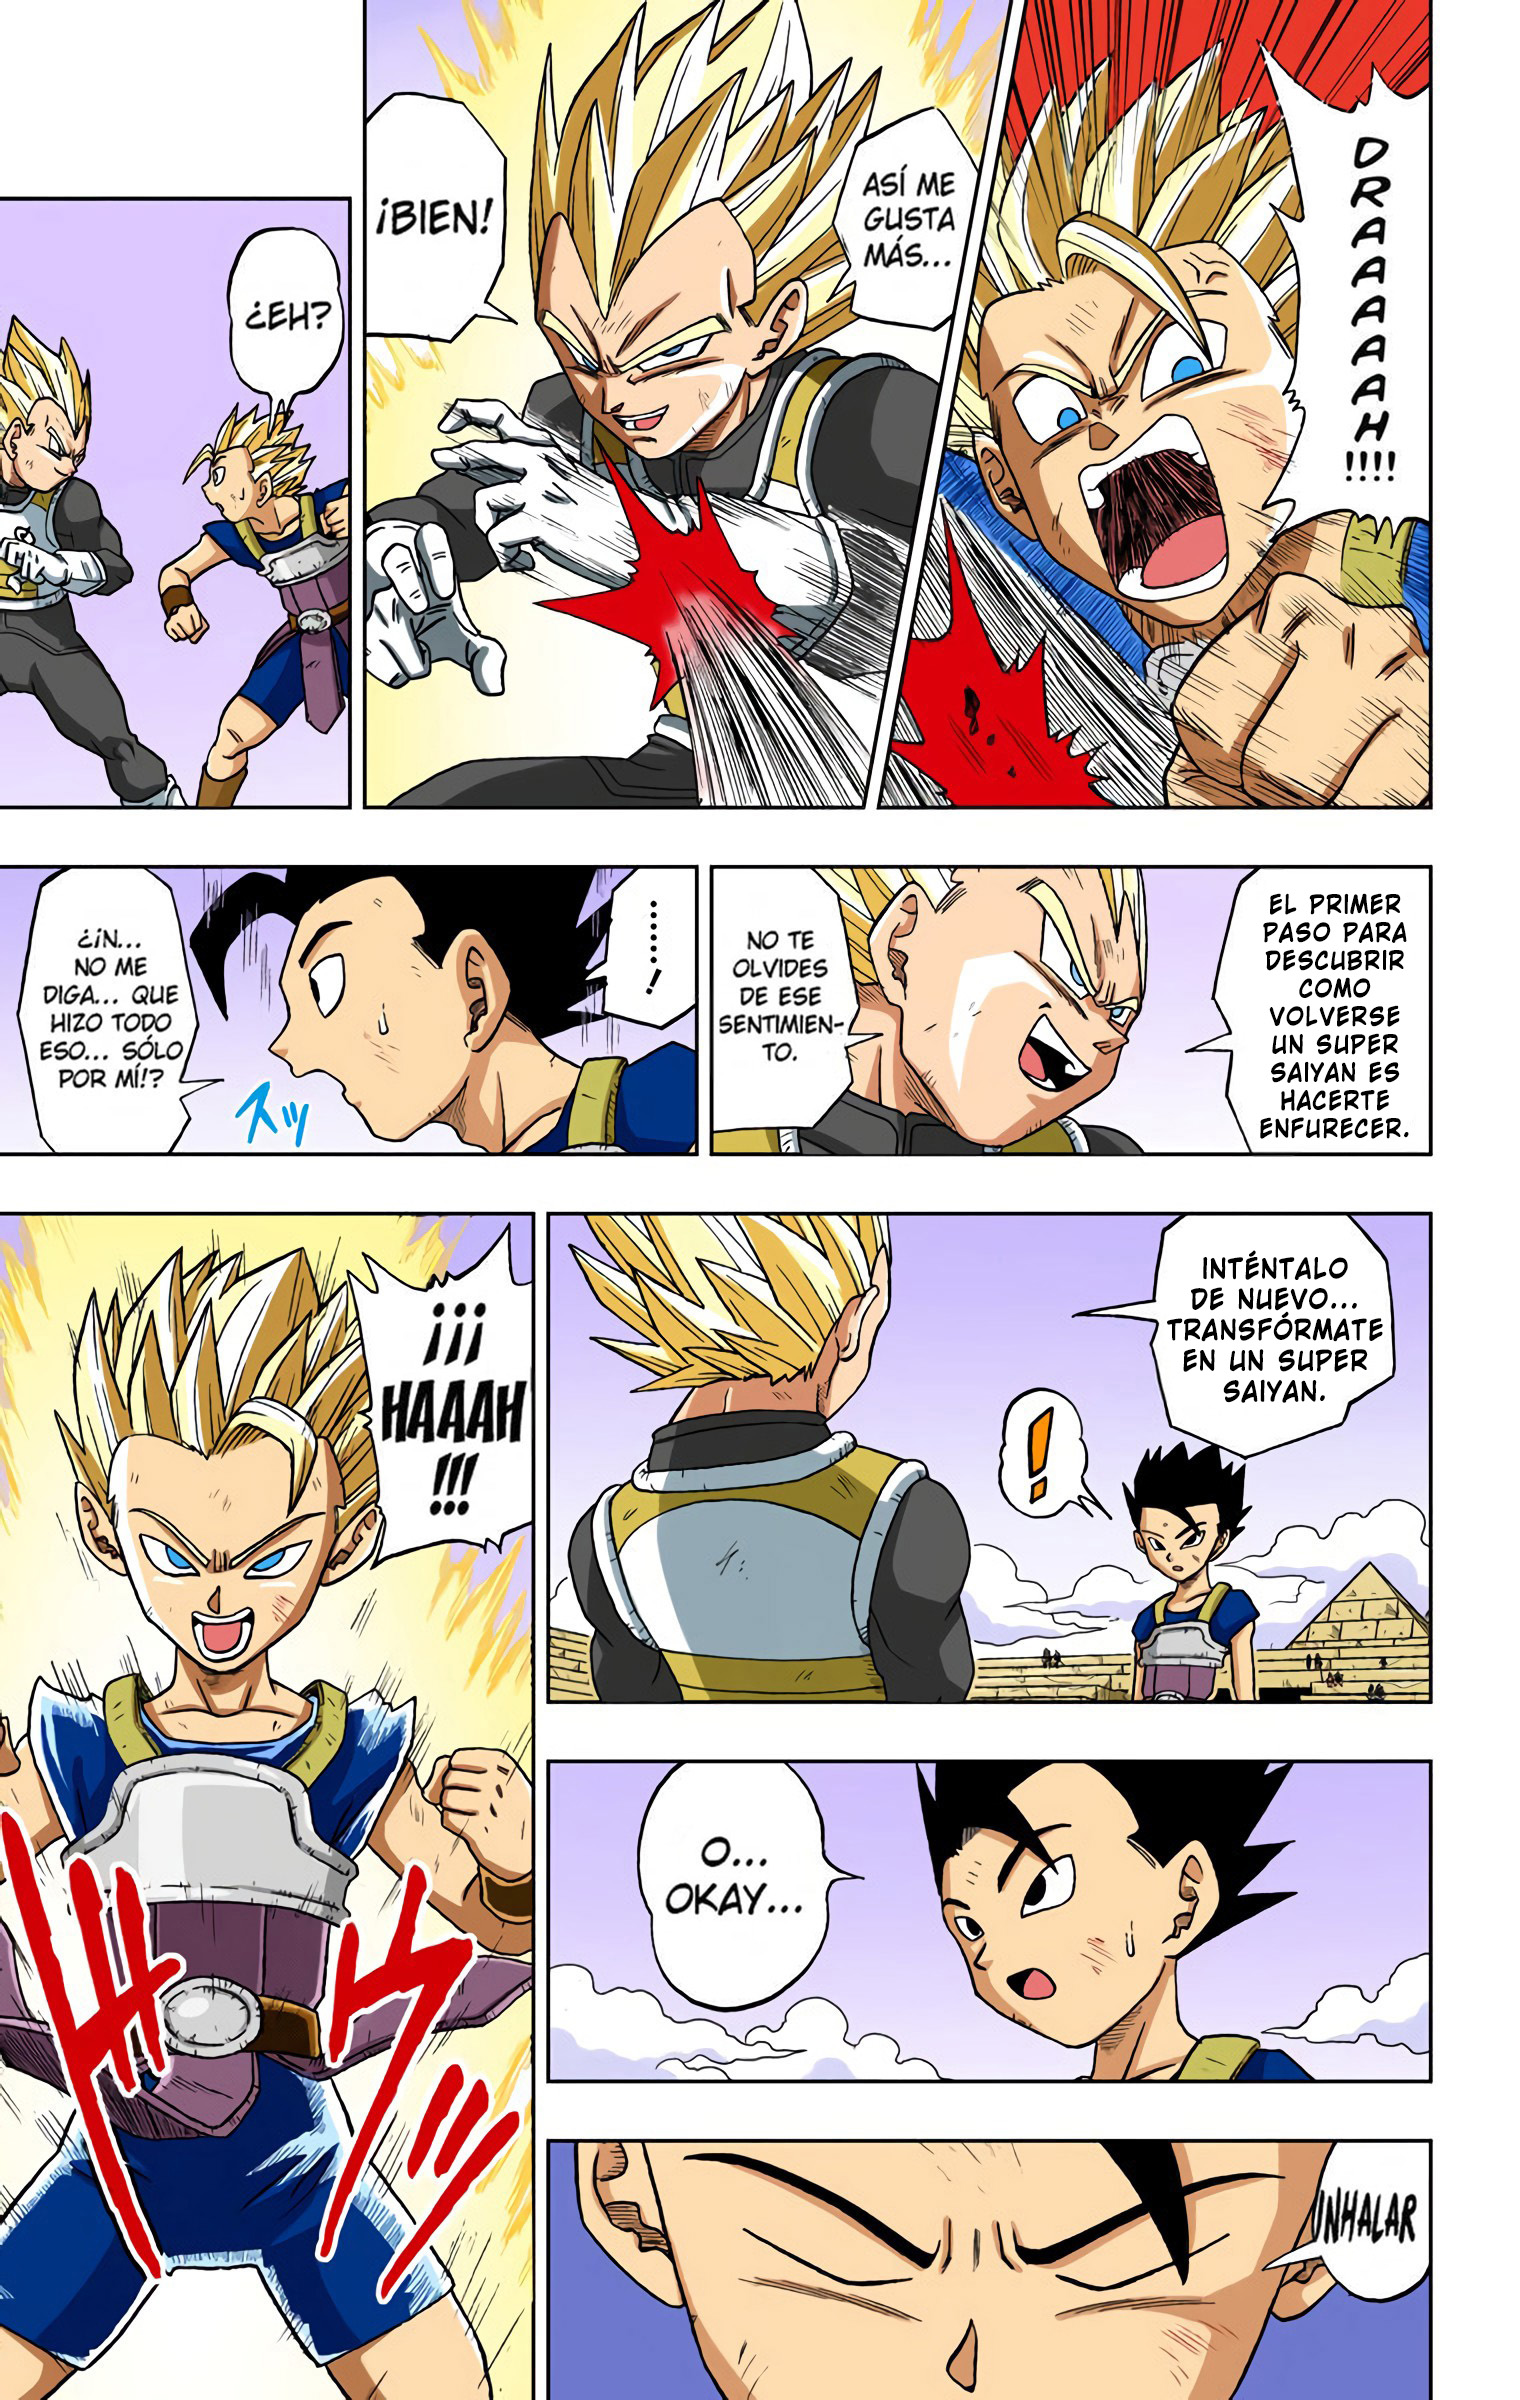 DRAAAAAH!!!!
ASÍ ME
GUSTA
MÁS...
¡BIEN!
¿EH?
EL PRIMER
PASO PARA
DESCUBRIR
COMO
VOLVERSE
UN SUPER
SAIYAN ES
HACERTE
ENFURECER.
NO TE
OLVIDES
DE ESE
SENTIMIEN-
TO.
......!
¿¡N...
NO ME
DIGA... QUE
HIZO TODO
ESO... SÓLO
POR MÍ!?
スッ
INTÉNTALO
DE NUEVO...
TRANSFÓRMATE
EN UN SUPER
SAIYAN.
!
O...
OKAY...
INHALAR
¡¡¡
HAAAH
!!!